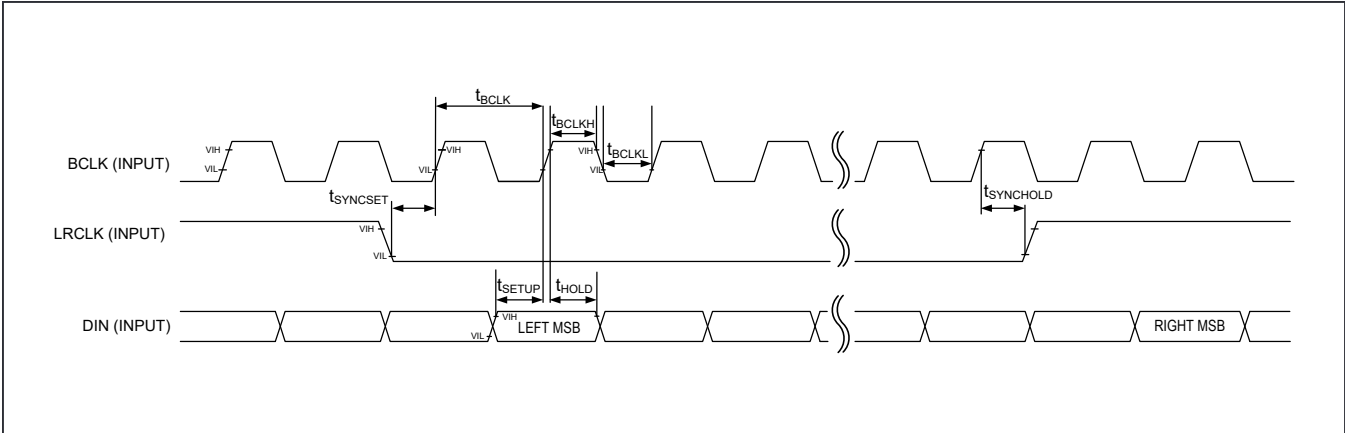 tBCLK
tBCLKH
tBCLKL
BCLK (INPUT)
VIH
VIL
VIH
VIL
VIH
VIL
tSYNCSET
tSYNCHOLD
LRCLK (INPUT)
VIH
VIL
tSETUP
tHOLD
DIN (INPUT)
VIH
VIL
LEFT MSB
RIGHT MSB